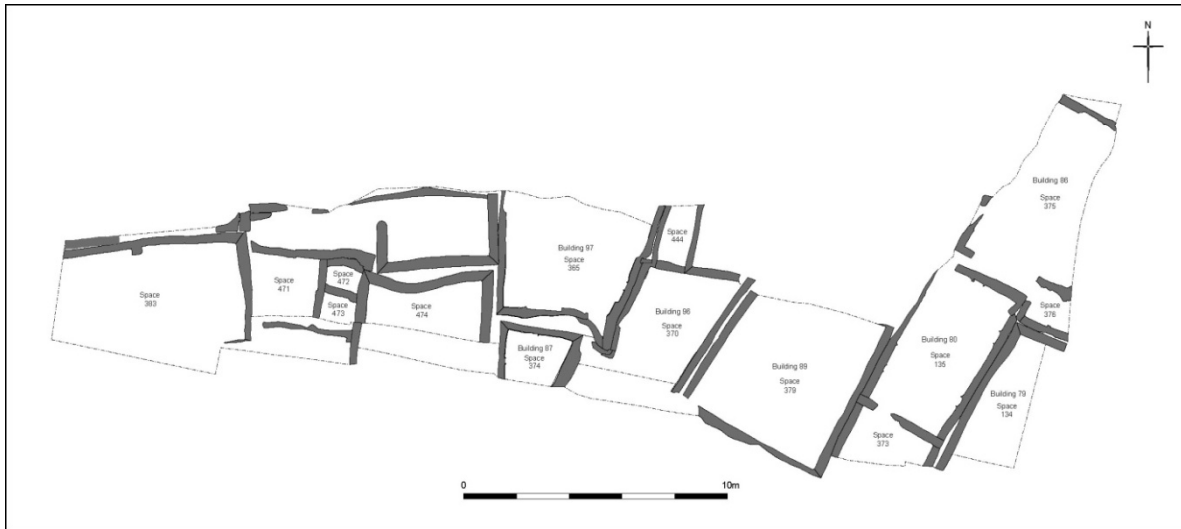 N
Building 86
Space
375
Building 97
Space
365
Space
444
Space
472
Space
471
Space
383
Space
473
Space
474
Building 96
Space
370
Space
376
Building 80
Space
135
Building 87
Space
374
Building 89
Space
379
Building 79
Space
134
Space
373
0
10m